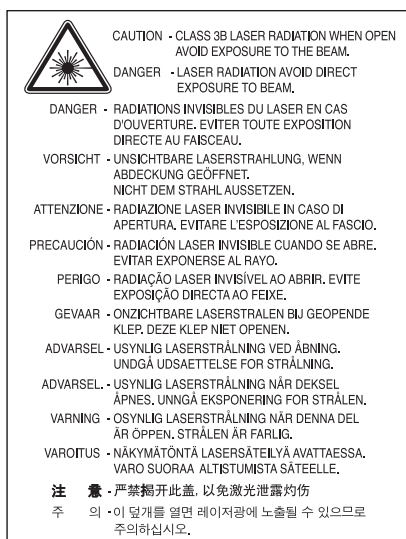 CAUTION - CLASS 3B LASER RADIATION WHEN OPEN
AVOID EXPOSURE TO THE BEAM.
DANGER - LASER RADIATION AVOID DIRECT
EXPOSURE TO BEAM.
DANGER - RADIATIONS INVISIBLES DU LASER EN CAS
D'OUVERTURE. EVITER TOUTE EXPOSITION
DIRECTE AU FAISCEAU.
VORSICHT - UNSICHTBARE LASERSTRAHLUNG, WENN
ABDECKUNG GEÖFFNET.
NICHT DEM STRAHL AUSSETZEN.
ATTENZIONE - RADIAZIONE LASER INVISIBILE IN CASO DI
APERTURA. EVITARE L'ESPOSIZIONE AL FASCIO.
PRECAUCIÓN - RADIACIÓN LASER INVISIBLE CUANDO SE ABRE.
EVITAR EXPONERSE AL RAYO.
PERIGO - RADIAÇÃO LASER INVISÍVEL AO ABRIR. EVITE
EXPOSIÇÃO DIRECTA AO FEIXE.
GEVAAR - ONZICHTBARE LASERSTRALEN BIJ GEOPENDE
KLEP. DEZE KLEP NIET OPENEN.
ADVARSEL - USYNLIG LASERSTRÅLNING VED ÅBNING.
UNDGÅ UDSAETTELSE FOR STRÅLNING.
ADVARSEL. - USYNLIG LASERSTRÅLNING NÅR DEKSEL
ÅPNES. UNNGÅ EKSPONERING FOR STRÅLEN.
VARNING - OSYNLIG LASERSTRÅLNING NÄR DENNA DEL
ÄR ÖPPEN. STRÅLEN ÄR FARLIG.
VAROITUS - NÄKYMÄTÖNTÄ LASERSÄTEILYÄ AVATTAESSA.
VARO SUORAA ALTISTUMISTA SÄTEELLE.
注 意 - 严禁揭开此盖, 以免激光泄露灼伤
주 의 - 이 덮개를 열면 레이저광에 노출될 수 있으므로
주의하십시오.